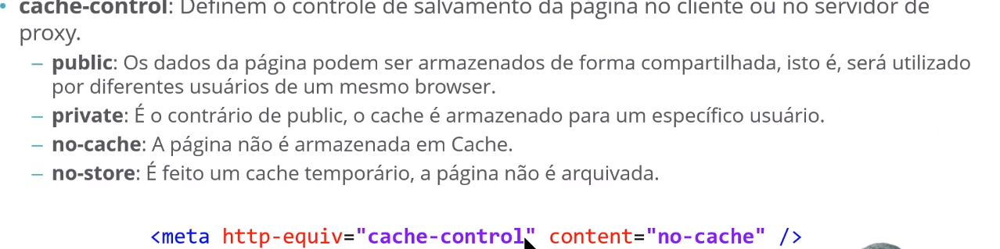 • cache-control: Definem o controle de salvamento da página no cliente ou no servidor de
proxy.
– public: Os dados da página podem ser armazenados de forma compartilhada, isto é, será utilizado
por diferentes usuários de um mesmo browser.
– private: É o contrário de public, o cache é armazenado para um específico usuário.
– no-cache: A página não é armazenada em Cache.
– no-store: É feito um cache temporário, a página não é arquivada.
<meta http-equiv="cache-control" content="no-cache" />